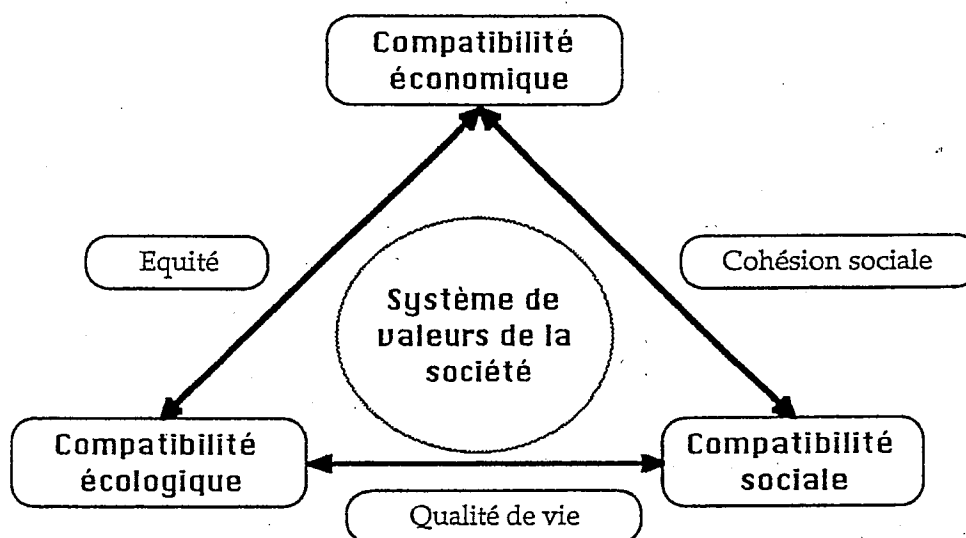 Compatibilité
économique
Equité
Cohésion sociale
Système de
valeurs de la
société
Compatibilité
écologique
Compatibilité
sociale
Qualité de vie